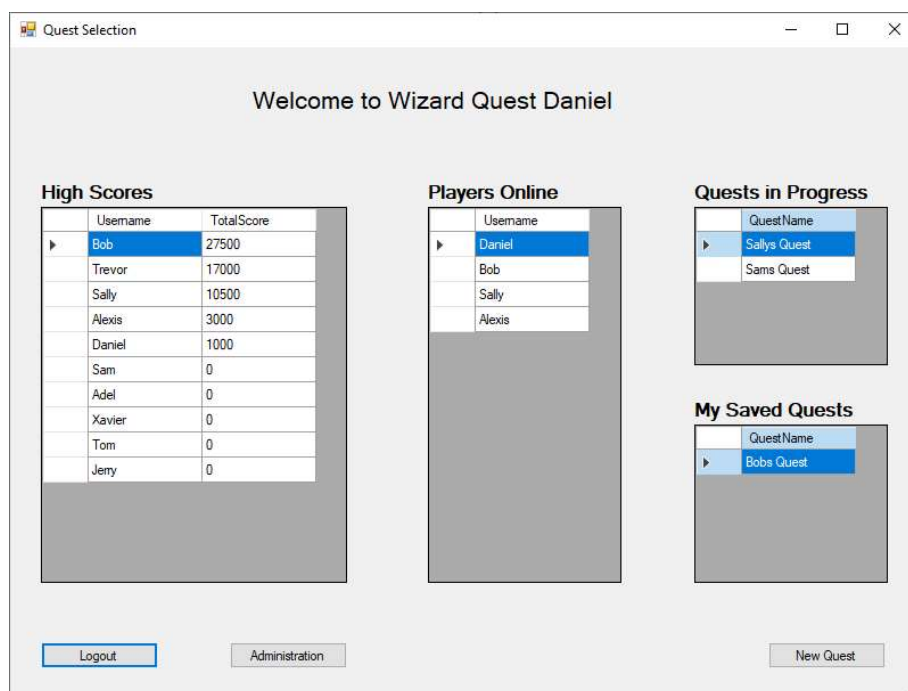 Quest Selection
Welcome to Wizard Quest Daniel
High Scores
Username TotalScore
Bob 27500
Trevor 17000
Sally 10500
Alexis 3000
Daniel 1000
Sam 0
Adel 0
Xavier 0
Tom 0
Jerry 0
Players Online
Username
Daniel
Bob
Sally
Alexis
Quests in Progress
QuestName
Sallys Quest
Sams Quest
My Saved Quests
QuestName
Bobs Quest
Logout
Administration
New Quest